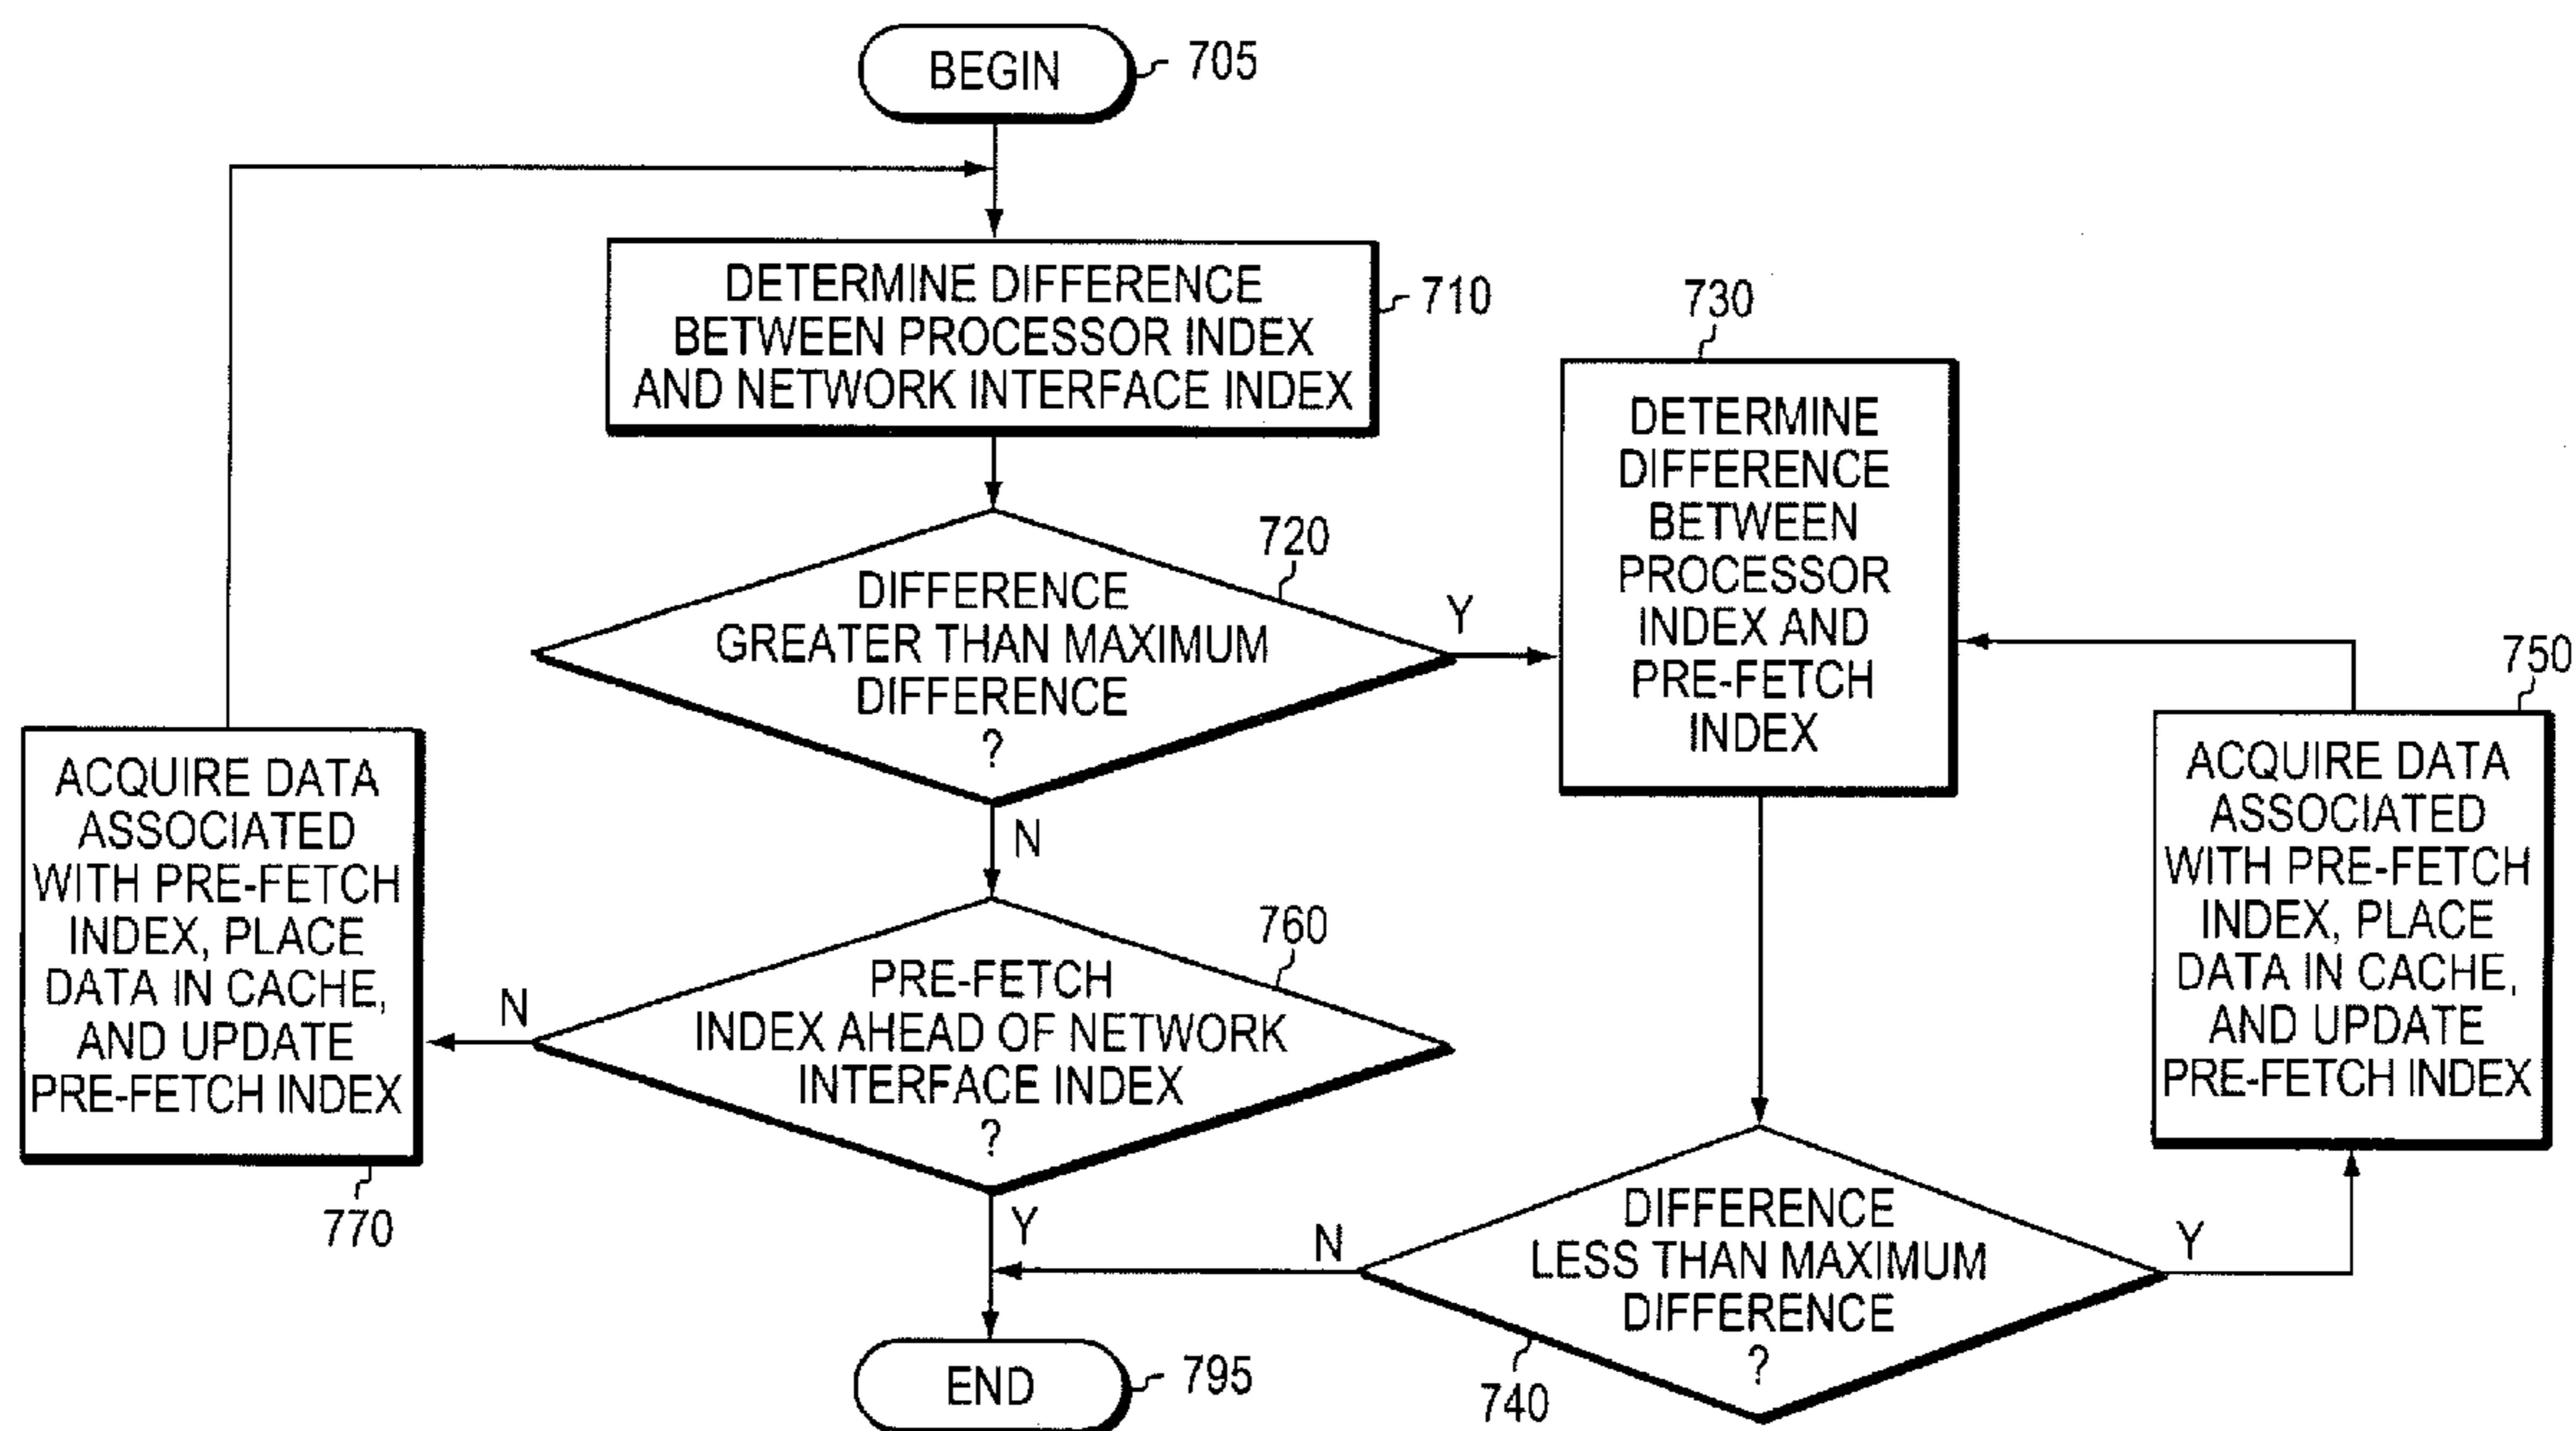 BEGIN
705
DETERMINE DIFFERENCE
BETWEEN PROCESSOR INDEX
AND NETWORK INTERFACE INDEX
710
DIFFERENCE
GREATER THAN MAXIMUM
DIFFERENCE
?
720
Y
N
730
DETERMINE
DIFFERENCE
BETWEEN
PROCESSOR
INDEX AND
PRE-FETCH
INDEX
750
ACQUIRE DATA
ASSOCIATED
WITH PRE-FETCH
INDEX, PLACE
DATA IN CACHE,
AND UPDATE
PRE-FETCH INDEX
ACQUIRE DATA
ASSOCIATED
WITH PRE-FETCH
INDEX, PLACE
DATA IN CACHE,
AND UPDATE
PRE-FETCH INDEX
770
N
PRE-FETCH
INDEX AHEAD OF NETWORK
INTERFACE INDEX
?
760
Y
N
DIFFERENCE
LESS THAN MAXIMUM
DIFFERENCE
?
740
Y
END
795